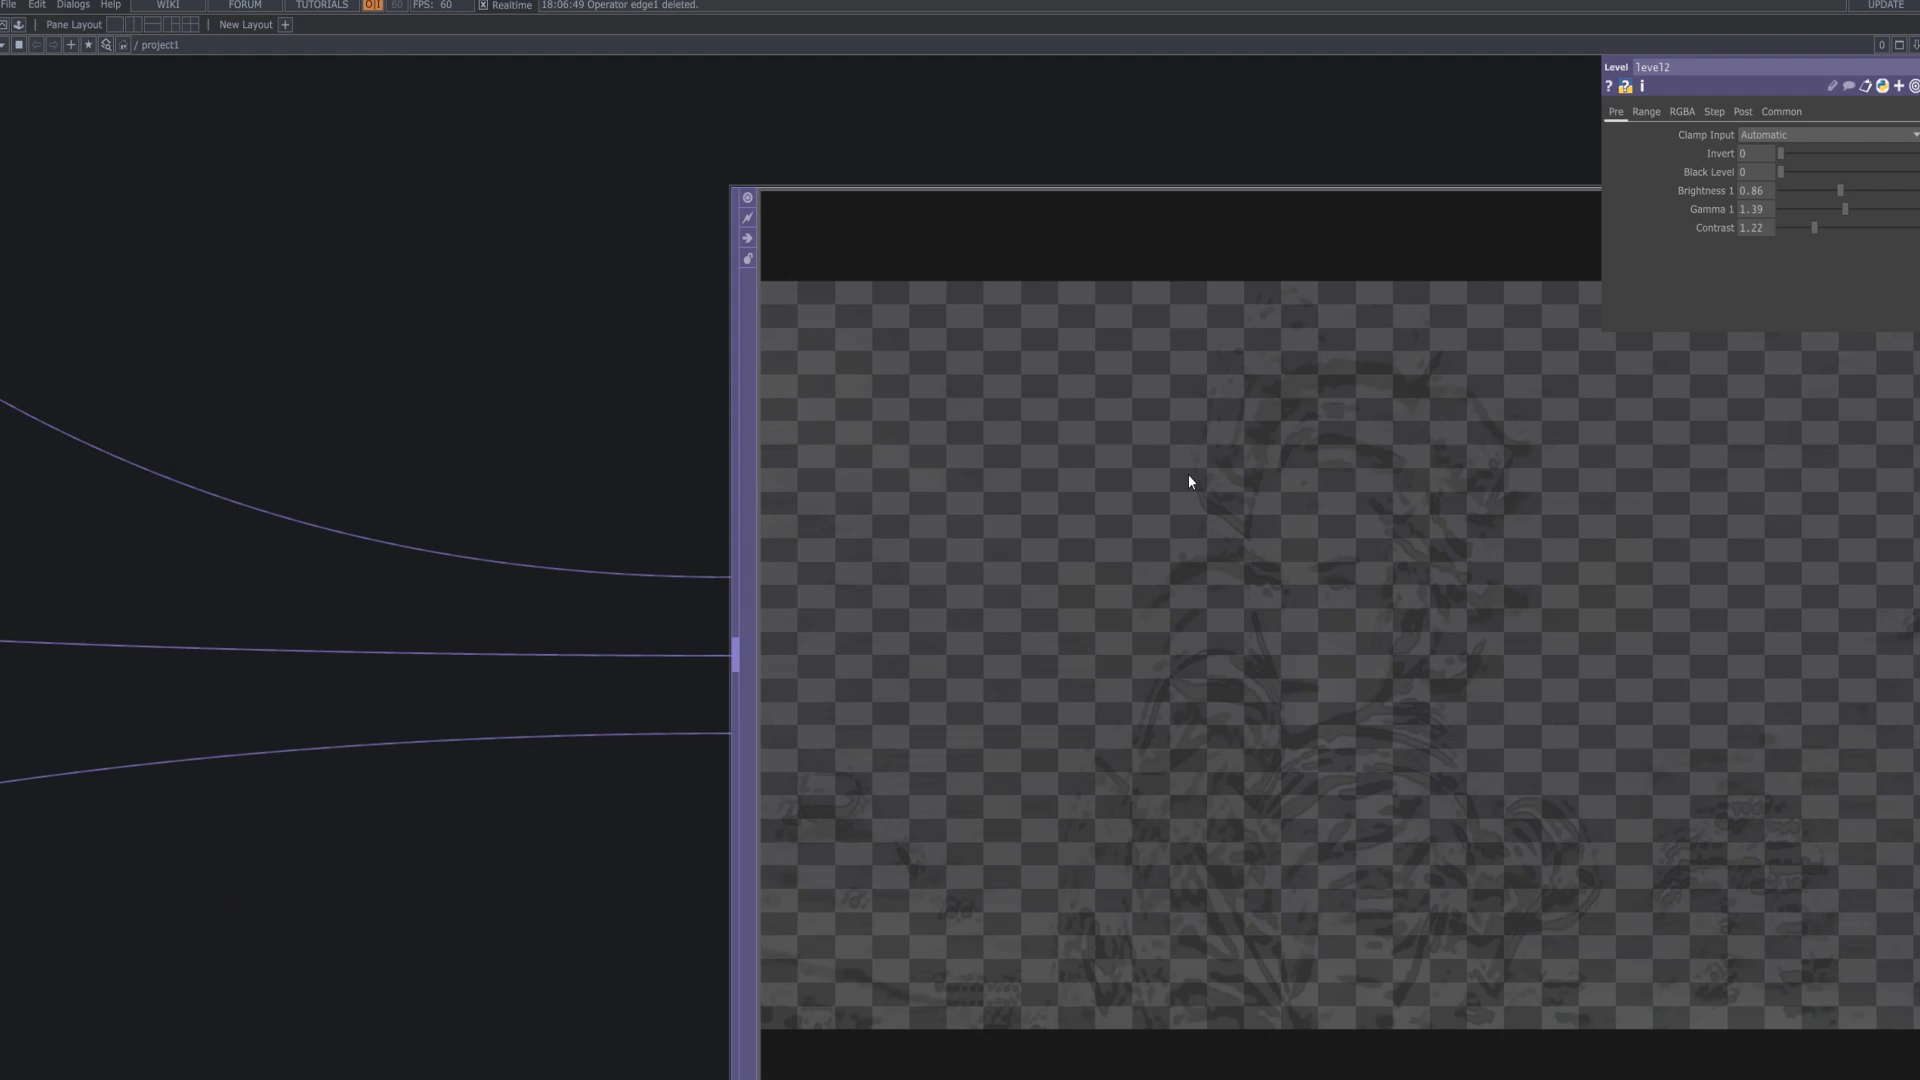 File Edit Dialogs Help WIKI FORUM TUTORIALS O|I 60 FPS: 60 Realtime 18:06:49 Operator edge1 deleted. UPDATE
Pane Layout New Layout +
/ project1 0
Level level2
? ? i
Pre Range RGBA Step Post Common
Clamp Input Automatic
Invert 0
Black Level 0
Brightness 1 0.86
Gamma 1 1.39
Contrast 1.22